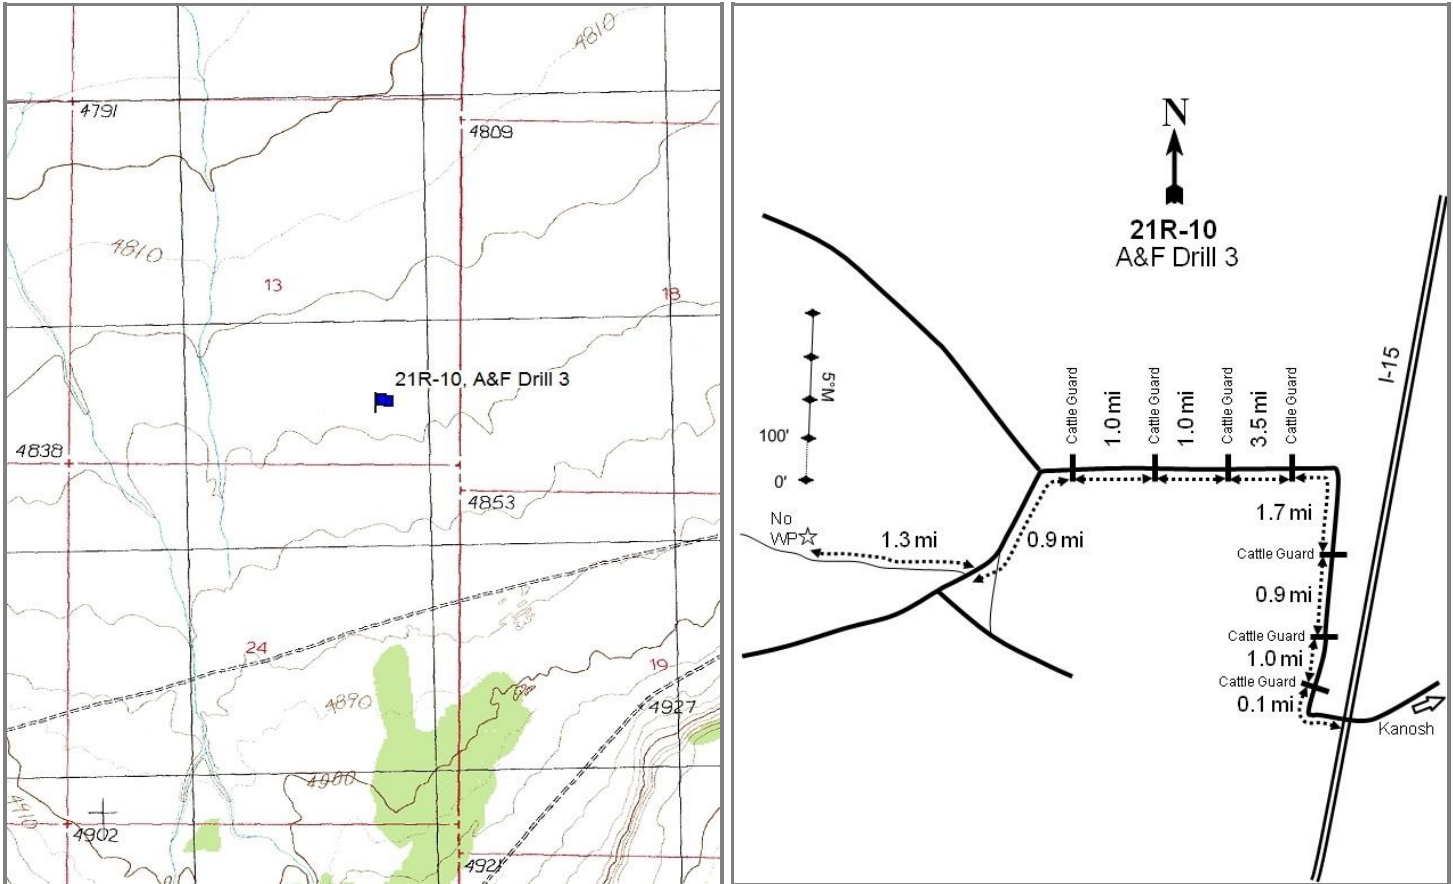 4810
4791
4809
4810
13
18
21R-10, A&F Drill 3
4838
4853
24
19
4890
4927
4900
4910
4902
4921
N
21R-10
A&F Drill 3
I-15
5°M
100'
0'
Cattle Guard
1.0 mi
Cattle Guard
1.0 mi
Cattle Guard
3.5 mi
Cattle Guard
No
WP
1.3 mi
0.9 mi
1.7 mi
Cattle Guard
0.9 mi
Cattle Guard
1.0 mi
Cattle Guard
0.1 mi
Kanosh